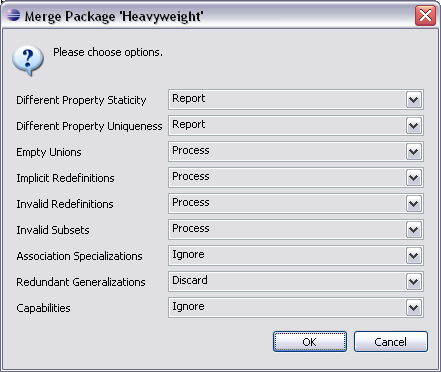 Merge Package 'Heavyweight'
Please choose options.
Different Property Staticity Report
Different Property Uniqueness Report
Empty Unions Process
Implicit Redefinitions Process
Invalid Redefinitions Process
Invalid Subsets Process
Association Specializations Ignore
Redundant Generalizations Discard
Capabilities Ignore
OK Cancel